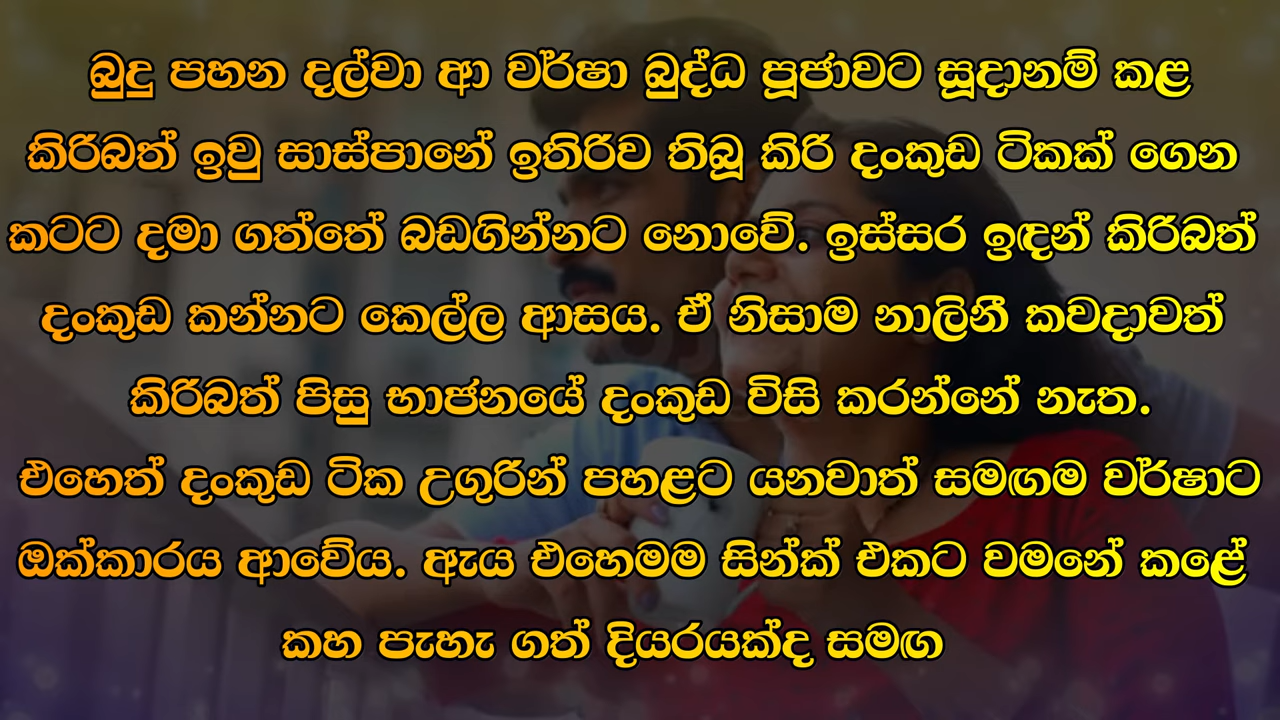 බුදු පහන දල්වා ආ වර්ෂා බුද්ධ පූජාවට සූදානම් කළ
කිරිබත් ඉවු සාස්පානේ ඉතිරිව තිබූ කිරි දංකුඩ ටිකක් ගෙන
කටට දමා ගත්තේ බඩගින්නට නොවේ. ඉස්සර ඉඳන් කිරිබත්
දංකුඩ කන්නට කෙල්ල ආසය. ඒ නිසාම නාලිනී කවදාවත්
කිරිබත් පිසු භාජනයේ දංකුඩ විසි කරන්නේ නැත.
එහෙත් දංකුඩ ටික උගුරින් පහළට යනවාත් සමඟම වර්ෂාට
ඔක්කාරය ආවේය. ඇය එහෙමම සින්ක් එකට වමනේ කළේ
කහ පැහැ ගත් දියරයක්ද සමඟ